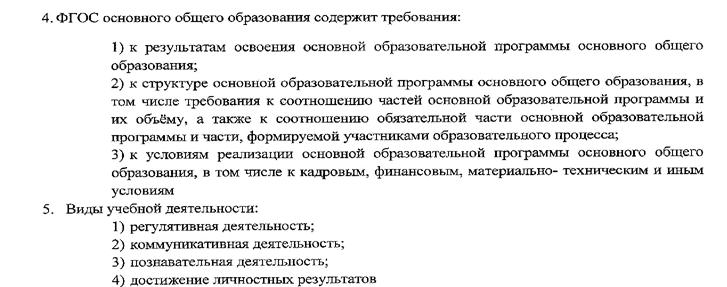 4. ФГОС основного общего образования содержит требования:
1) к результатам освоения основной образовательной программы основного общего
образования;
2) к структуре основной образовательной программы основного общего образования, в
том числе требования к соотношению частей основной образовательной программы и
их объёму, а также к соотношению обязательной части основной образовательной
программы и части, формируемой участниками образовательного процесса;
3) к условиям реализации основной образовательной программы основного общего
образования, в том числе к кадровым, финансовым, материально- техническим и иным
условиям
5. Виды учебной деятельности:
1) регулятивная деятельность;
2) коммуникативная деятельность;
3) познавательная деятельность;
4) достижение личностных результатов